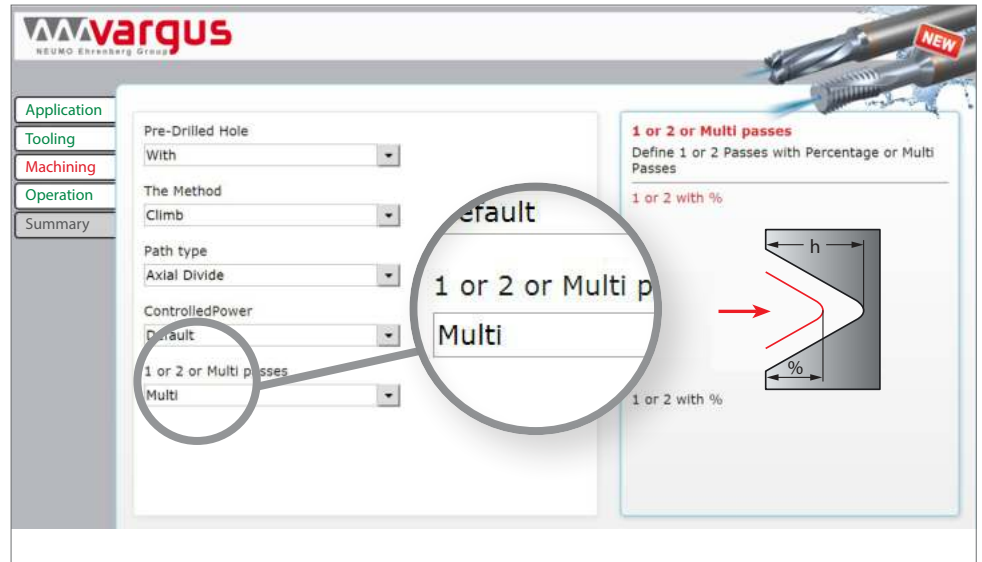 vargus
NEUMO Ehrenberg Group
NEW
Application
Tooling
Machining
Operation
Summary
Pre-Drilled Hole
With
The Method
Climb
Path type
Axial Divide
ControlledPower
Default
1 or 2 or Multi passes
Multi
efault
1 or 2 or Multi p
Multi
1 or 2 or Multi passes
Define 1 or 2 Passes with Percentage or Multi
Passes
1 or 2 with %
h
%
1 or 2 with %